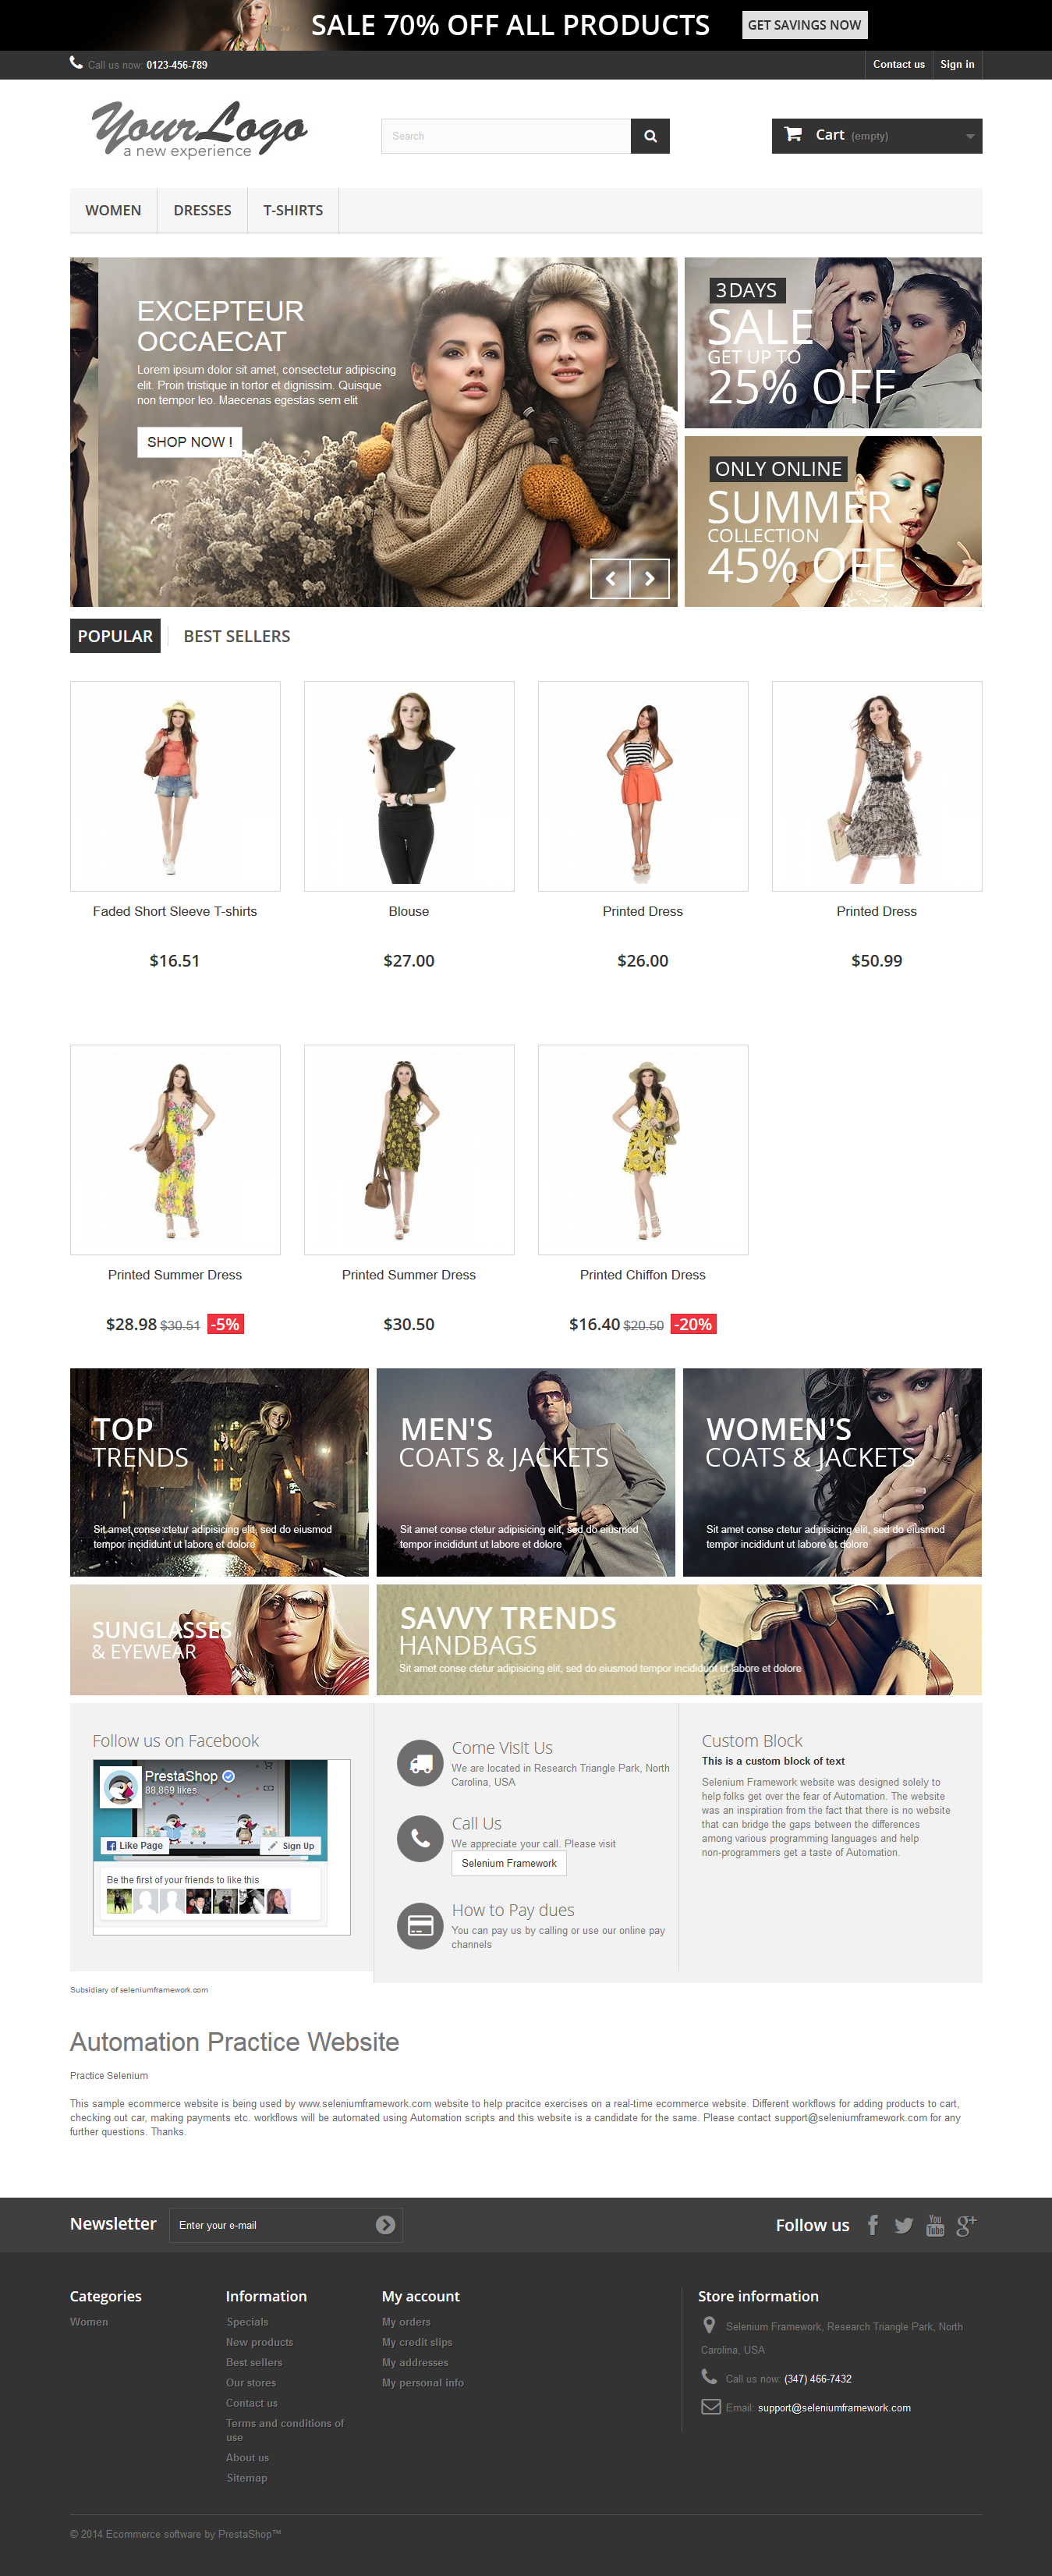 SALE 70% OFF ALL PRODUCTS
GET SAVINGS NOW
Call us now: 0123-456-789
Contact us
Sign in
YourLogo
a new experience
Search
Cart (empty)
WOMEN
DRESSES
T-SHIRTS
EXCEPTEUR
OCCAECAT
Lorem ipsum dolor sit amet, consectetur adipiscing
elit. Proin tristique in tortor et dignissim. Quisque
non tempor leo. Maecenas egestas sem elit
SHOP NOW !
3DAYS
SALE
GET UP TO
25% OFF
ONLY ONLINE
SUMMER
COLLECTION
45% OFF
POPULAR
BEST SELLERS
Faded Short Sleeve T-shirts
$16.51
Blouse
$27.00
Printed Dress
$26.00
Printed Dress
$50.99
Printed Summer Dress
$28.98 $30.51 -5%
Printed Summer Dress
$30.50
Printed Chiffon Dress
$16.40 $20.50 -20%
TOP
TRENDS
Sit amet conse ctetur adipisicing elit, sed do eiusmod
tempor incididunt ut labore et dolore
MEN'S
COATS & JACKETS
Sit amet conse ctetur adipisicing elit, sed do eiusmod
tempor incididunt ut labore et dolore
WOMEN'S
COATS & JACKETS
Sit amet conse ctetur adipisicing elit, sed do eiusmod
tempor incididunt ut labore et dolore
SUNGLASSES
& EYEWEAR
SAVVY TRENDS
HANDBAGS
Sit amet conse ctetur adipisicing elit, sed do eiusmod tempor incididunt ut labore et dolore
Follow us on Facebook
PrestaShop
88,869 likes
Like Page
Sign Up
Be the first of your friends to like this
Come Visit Us
We are located in Research Triangle Park, North
Carolina, USA
Call Us
We appreciate your call. Please visit
Selenium Framework
How to Pay dues
You can pay us by calling or use our online pay
channels
Custom Block
This is a custom block of text
Selenium Framework website was designed solely to
help folks get over the fear of Automation. The website
was an inspiration from the fact that there is no website
that can bridge the gaps between the differences
among various programming languages and help
non-programmers get a taste of Automation.
Subsidiary of seleniumframework.com
Automation Practice Website
Practice Selenium
This sample ecommerce website is being used by www.seleniumframework.com website to help pracitce exercises on a real-time ecommerce website. Different workflows for adding products to cart,
checking out car, making payments etc. workflows will be automated using Automation scripts and this website is a candidate for the same. Please contact support@seleniumframework.com for any
further questions. Thanks.
Newsletter
Enter your e-mail
Follow us
You
Tube
g+
Categories
Women
Information
Specials
New products
Best sellers
Our stores
Contact us
Terms and conditions of
use
About us
Sitemap
My account
My orders
My credit slips
My addresses
My personal info
Store information
Selenium Framework, Research Triangle Park, North
Carolina, USA
Call us now: (347) 466-7432
Email: support@seleniumframework.com
© 2014 Ecommerce software by PrestaShop™